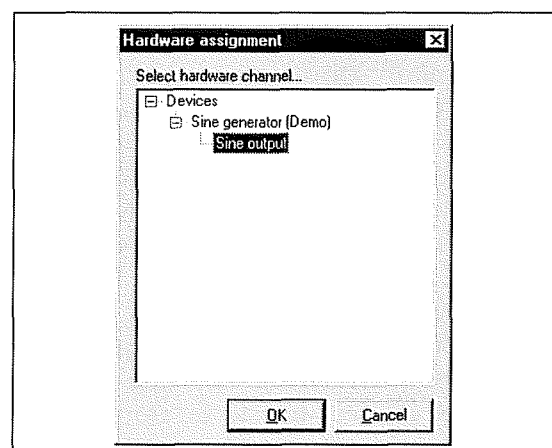 Hardware assignment
Select hardware channel...
Devices
Sine generator (Demo)
Sine output
OK
Cancel